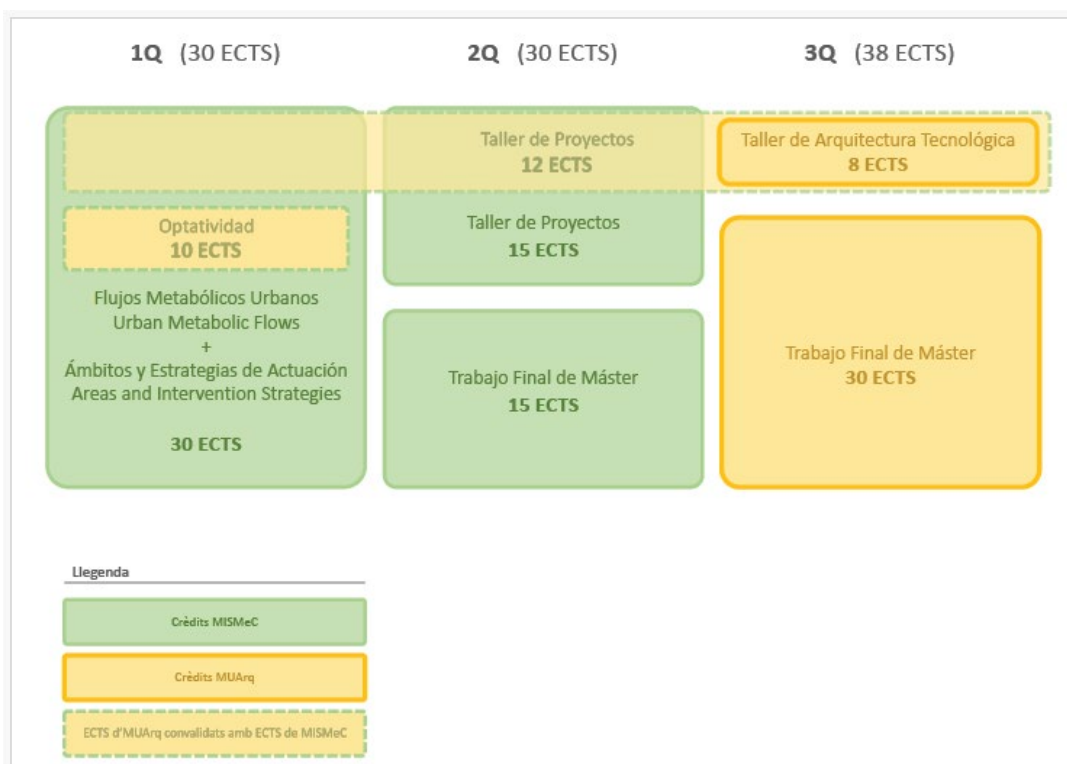 1Q (30 ECTS)
2Q (30 ECTS)
3Q (38 ECTS)
Taller de Proyectos
12 ECTS
Taller de Arquitectura Tecnológica
8 ECTS
Optatividad
10 ECTS
Taller de Proyectos
15 ECTS
Flujos Metabólicos Urbanos
Urban Metabolic Flows
+
Ámbitos y Estrategias de Actuación
Areas and Intervention Strategies
30 ECTS
Trabajo Final de Máster
15 ECTS
Trabajo Final de Máster
30 ECTS
Llegenda
Crèdits MISMeC
Crèdits MUArq
ECTS d'MUArq convalidats amb ECTS de MISMeC